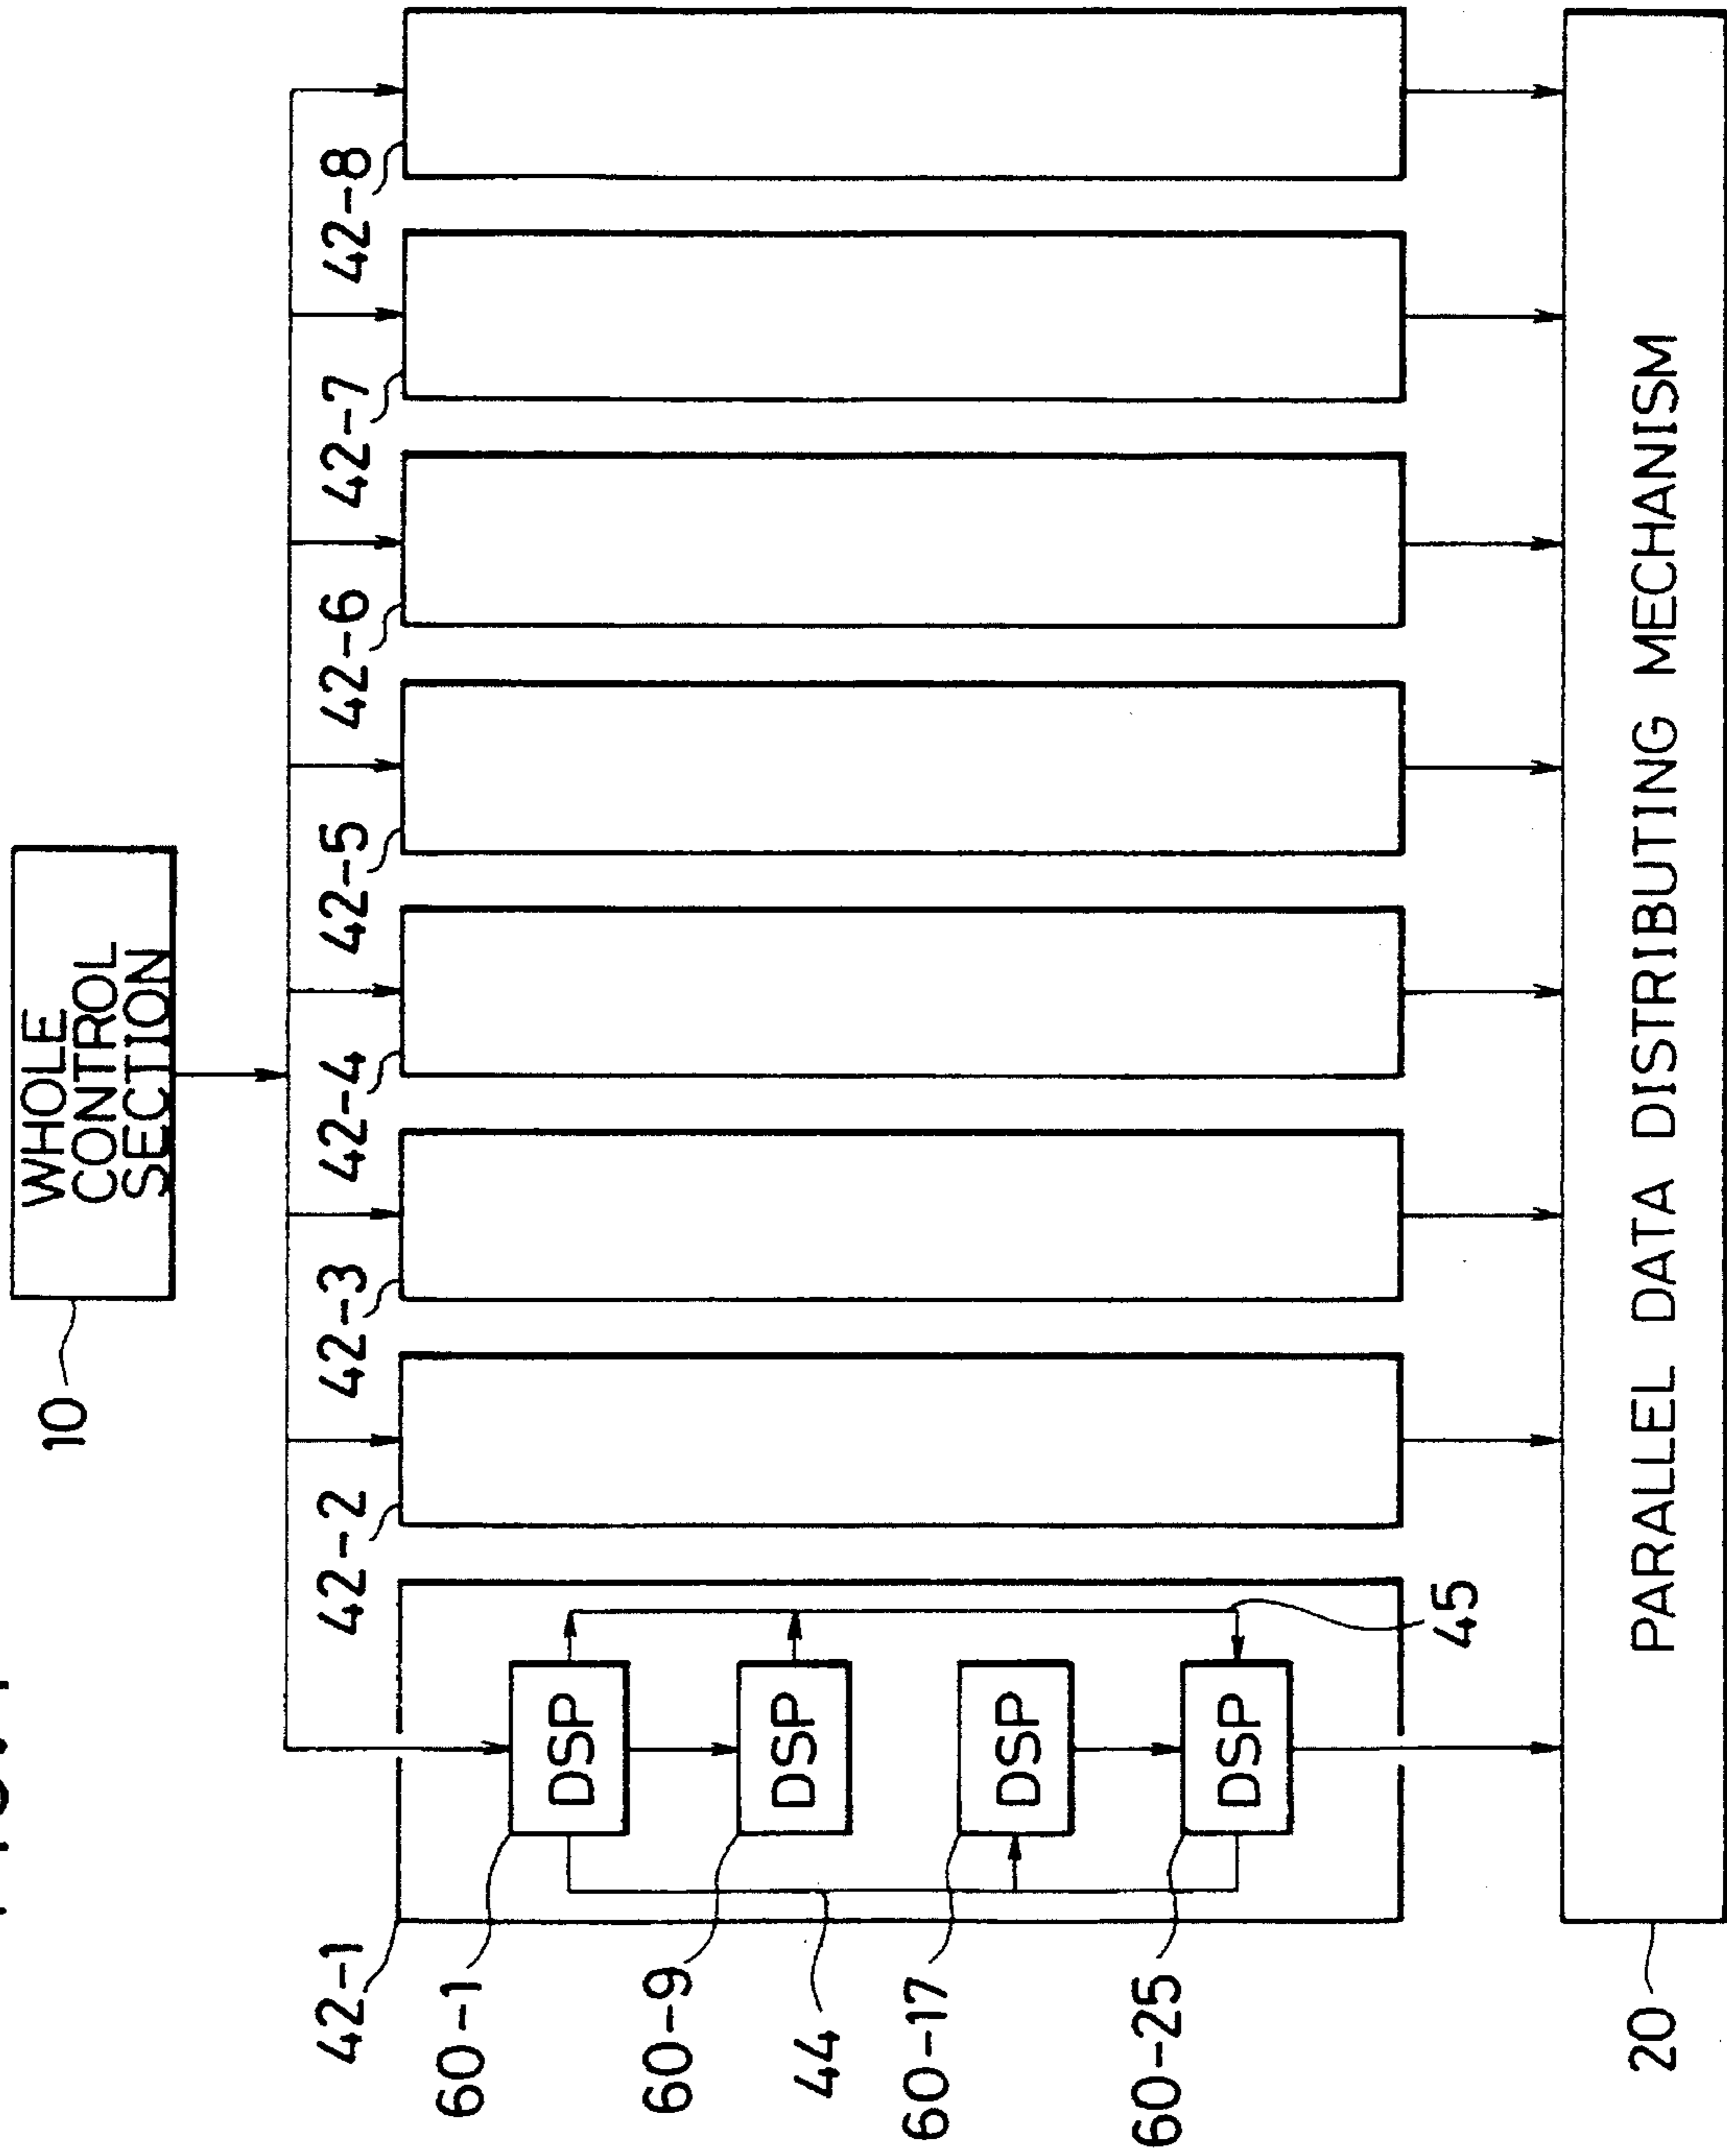 WHOLE
CONTROL
SECTION
10
42-1
42-2
42-3
42-4
42-5
42-6
42-7
42-8
60-1
DSP
60-9
DSP
44
60-17
DSP
60-25
DSP
45
20
PARALLEL DATA DISTRIBUTING MECHANISM